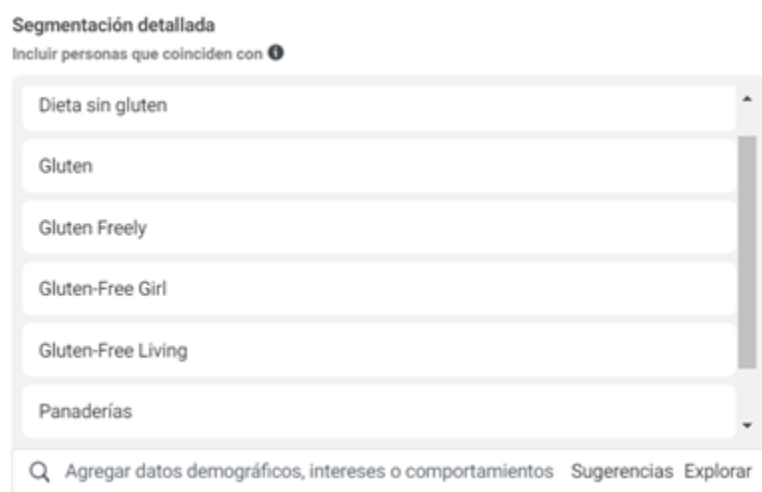 Segmentación detallada
Incluir personas que coinciden con
Dieta sin gluten
Gluten
Gluten Freely
Gluten-Free Girl
Gluten-Free Living
Panaderías
Agregar datos demográficos, intereses o comportamientos Sugerencias Explorar